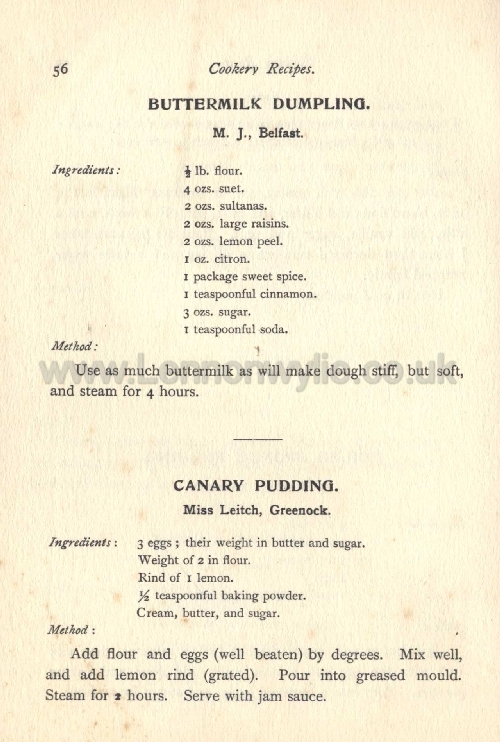 56 Cookery Recipes.
BUTTERMILK DUMPLING.
M. J., Belfast.
Ingredients : ½ lb. flour.
4 ozs. suet.
2 ozs. sultanas.
2 ozs. large raisins.
2 ozs. lemon peel.
1 oz. citron.
1 package sweet spice.
1 teaspoonful cinnamon.
3 ozs. sugar.
1 teaspoonful soda.
Method :
www.Lennonwylie.co.uk
Use as much buttermilk as will make dough stiff, but soft,
and steam for 4 hours.
CANARY PUDDING.
Miss Leitch, Greenock.
Ingredients : 3 eggs ; their weight in butter and sugar.
Weight of 2 in flour.
Rind of 1 lemon.
½ teaspoonful baking powder.
Cream, butter, and sugar.
Method :
Add flour and eggs (well beaten) by degrees. Mix well,
and add lemon rind (grated). Pour into greased mould.
Steam for 2 hours. Serve with jam sauce.